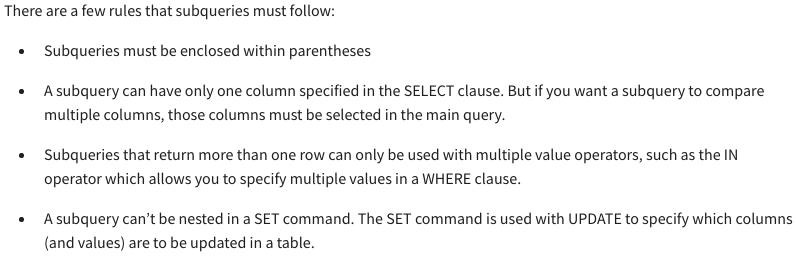 There are a few rules that subqueries must follow:
• Subqueries must be enclosed within parentheses
• A subquery can have only one column specified in the SELECT clause. But if you want a subquery to compare
multiple columns, those columns must be selected in the main query.
• Subqueries that return more than one row can only be used with multiple value operators, such as the IN
operator which allows you to specify multiple values in a WHERE clause.
• A subquery can’t be nested in a SET command. The SET command is used with UPDATE to specify which columns
(and values) are to be updated in a table.